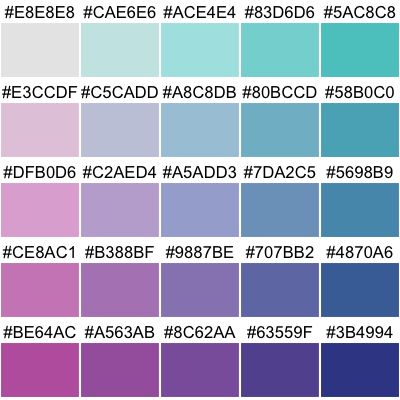 #E8E8E8 #CAE6E6 #ACE4E4 #83D6D6 #5AC8C8
#E3CCDF #C5CADD #A8C8DB #80BCCD #58B0C0
#DFB0D6 #C2AED4 #A5ADD3 #7DA2C5 #5698B9
#CE8AC1 #B388BF #9887BE #707BB2 #4870A6
#BE64AC #A563AB #8C62AA #63559F #3B4994